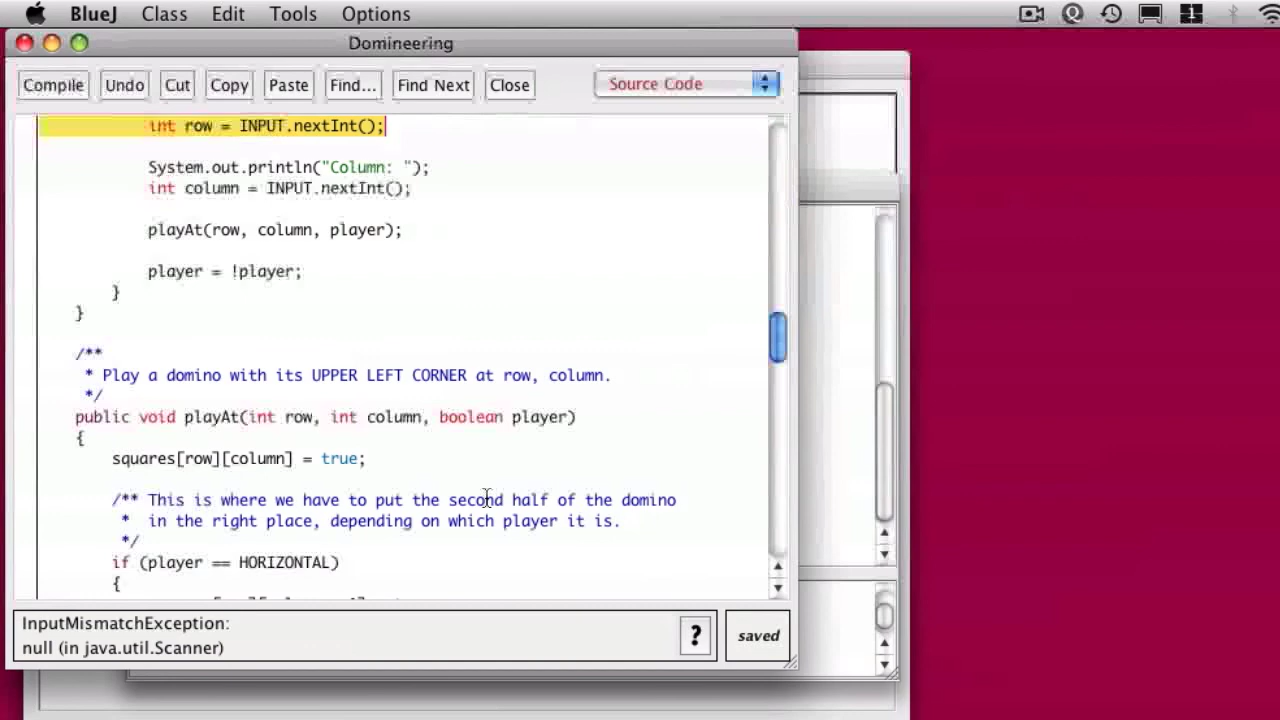 BlueJ Class Edit Tools Options
1
Domineering
Compile Undo Cut Copy Paste Find... Find Next Close Source Code
int row = INPUT.nextInt();
System.out.println("Column: ");
int column = INPUT.nextInt();
playAt(row, column, player);
player = !player;
}
}
/**
* Play a domino with its UPPER LEFT CORNER at row, column.
*/
public void playAt(int row, int column, boolean player)
{
squares[row][column] = true;
/** This is where we have to put the second half of the domino
* in the right place, depending on which player it is.
*/
if (player == HORIZONTAL)
{
InputMismatchException:
null (in java.util.Scanner)
? saved